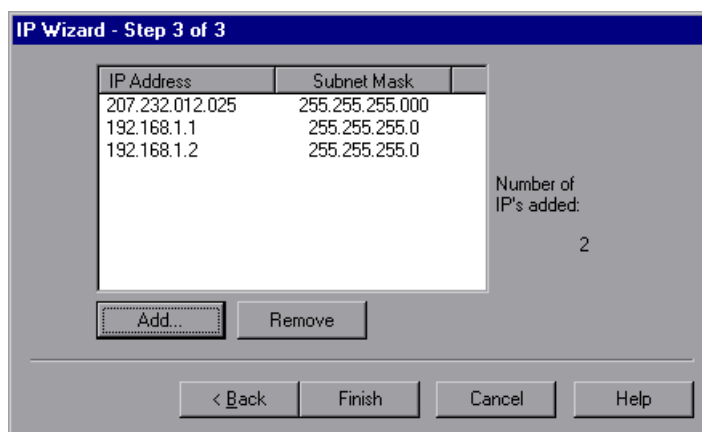 IP Wizard - Step 3 of 3
IP Address Subnet Mask
207.232.012.025 255.255.255.000
192.168.1.1 255.255.255.0
192.168.1.2 255.255.255.0
Number of
IP's added:
2
Add... Remove
< Back Finish Cancel Help